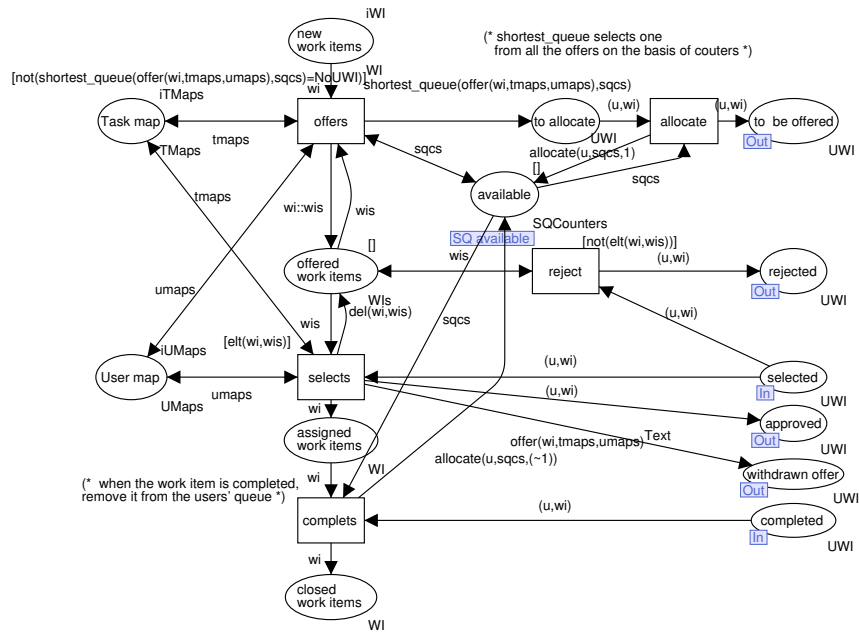 iWI
new
work items
(* shortest_queue selects one
from all the offers on the basis of couters *)
WI
[not(shortest_queue(offer(wi,tmaps,umaps),sqcs)=NoUWI)]
wi
shortest_queue(offer(wi,tmaps,umaps),sqcs)
iTMaps
(u,wi)
(u,wi)
Task map
offers
to allocate
allocate
to be offered
tmaps
Out
TMaps
UWI
UWI
sqcs
allocate(u,sqcs,1)
[]
sqcs
tmaps
available
wi::wis
wis
SQCounters
SQ available
[]
[not(elt(wi,wis))]
wis
(u,wi)
offered
work items
reject
rejected
umaps
Out
WIs
UWI
del(wi,wis)
wis
sqcs
(u,wi)
[elt(wi,wis)]
iUMaps
(u,wi)
User map
selects
selected
umaps
In
UMaps
(u,wi)
UWI
wi
approved
assigned
work items
Text
Out
offer(wi,tmaps,umaps)
UWI
allocate(u,sqcs,(~1))
WI
wi
withdrawn offer
(* when the work item is completed,
remove it from the users' queue *)
Out
UWI
(u,wi)
complets
completed
In
UWI
wi
closed
work items
WI